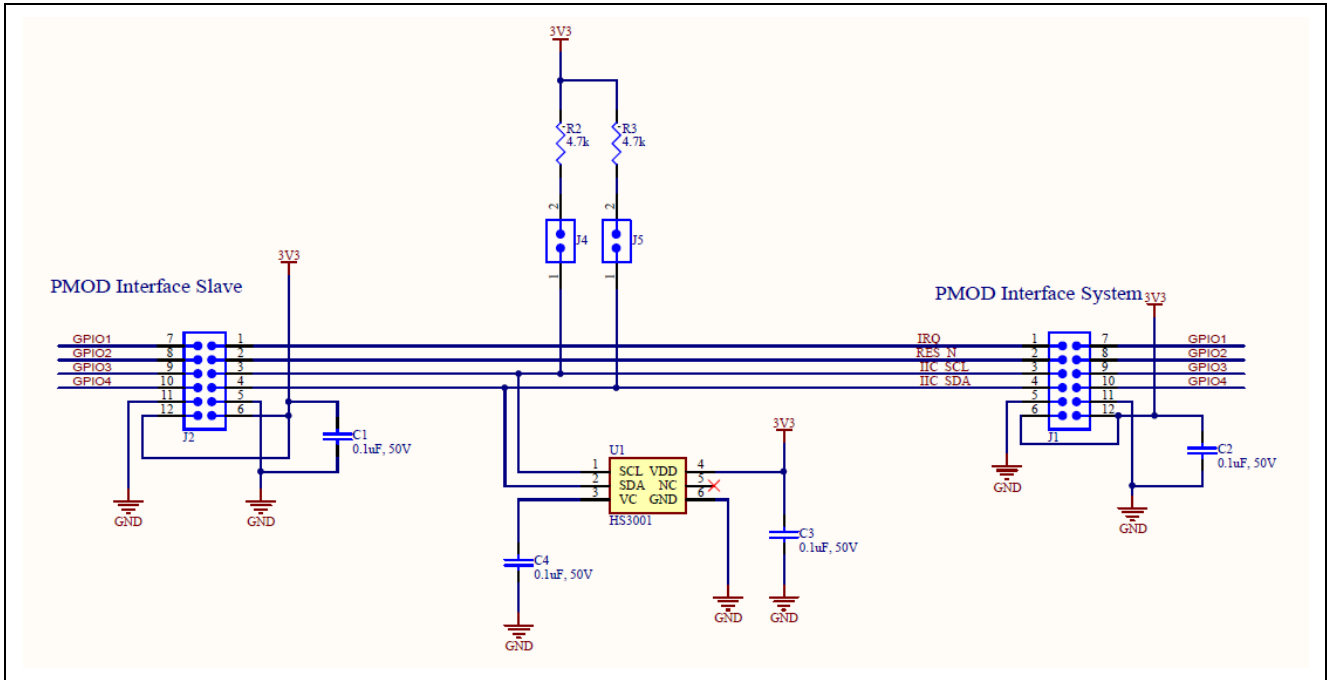 3V3
R2
4.7k
R3
4.7k
2
2
J4
J5
1
1
3V3
PMOD Interface Slave
PMOD Interface System
3V3
GPIO1 7 1 IRQ 1 7 GPIO1
GPIO2 8 2 RES_N 2 8 GPIO2
GPIO3 9 3 IIC_SCL 3 9 GPIO3
GPIO4 10 4 IIC_SDA 4 10 GPIO4
11 5 5 11
12 6 6 12
J2
J1
C1
0.1uF, 50V
C2
0.1uF, 50V
3V3
U1
1 SCL VDD 4
2 SDA NC 5
3 VC GND 6
HS3001
GND
GND
GND
GND
C3
0.1uF, 50V
C4
0.1uF, 50V
GND
GND
GND